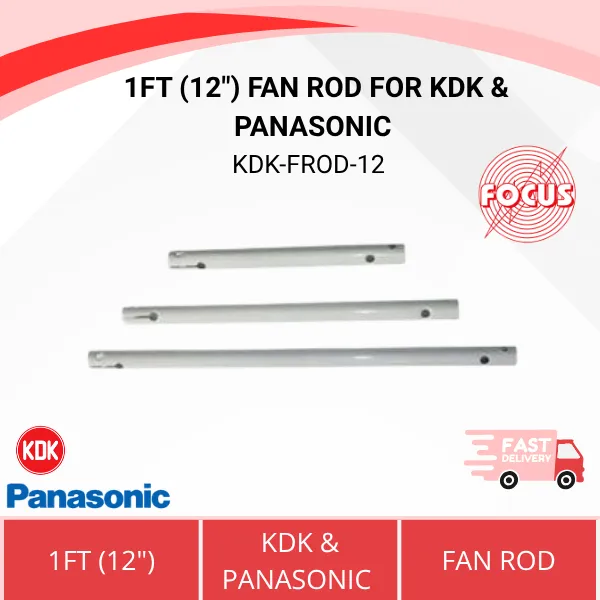 1FT (12") FAN ROD FOR KDK &
PANASONIC
KDK-FROD-12
FOCUS
KDK
Panasonic
FAST
DELIVERY
1FT (12")
KDK &
PANASONIC
FAN ROD